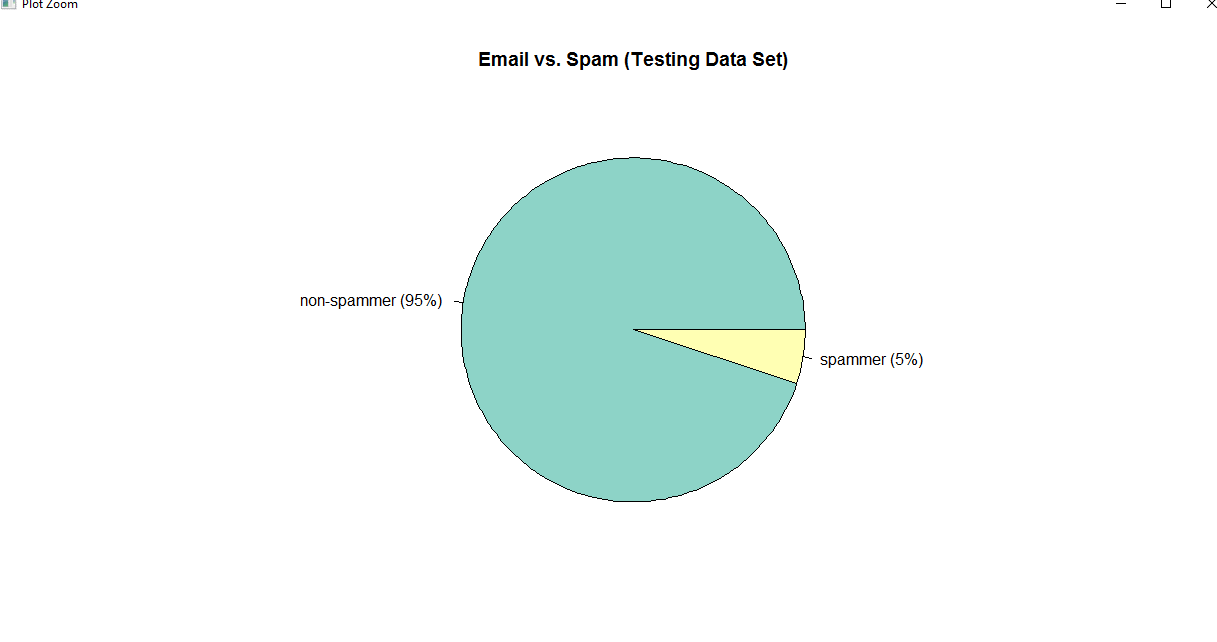 Plot Zoom
Email vs. Spam (Testing Data Set)
non-spammer (95%)
spammer (5%)